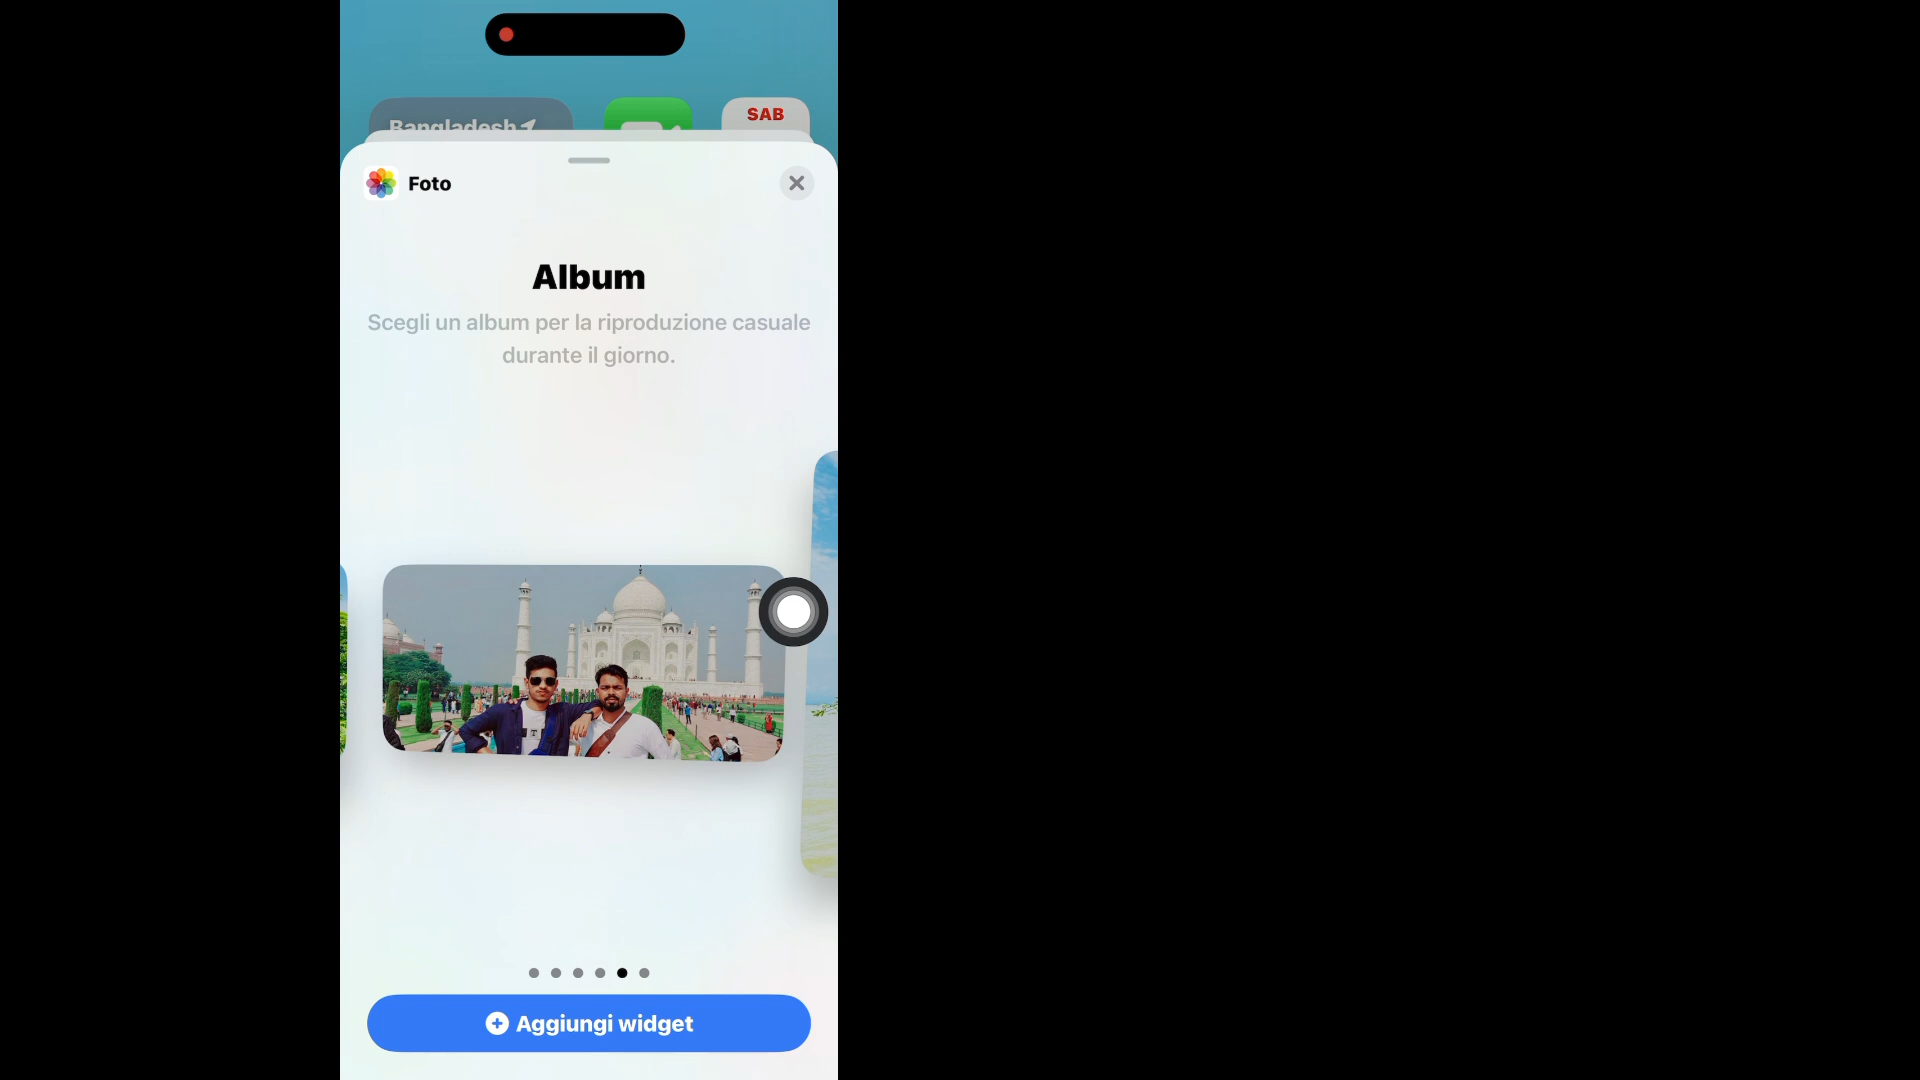 Bangladesh
SAB
Foto
Album
Scegli un album per la riproduzione casuale
durante il giorno.
Aggiungi widget